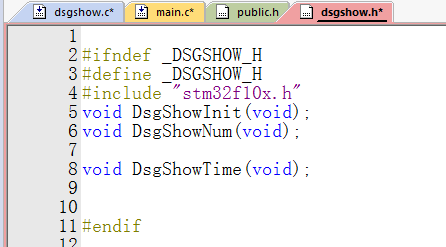 dsgshow.c* main.c* public.h dsgshow.h*
1
2 #ifndef _DSGSHOW_H
3 #define _DSGSHOW_H
4 #include "stm32f10x.h"
5 void DsgShowInit(void);
6 void DsgShowNum(void);
7
8 void DsgShowTime(void);
9
10
11 #endif
12